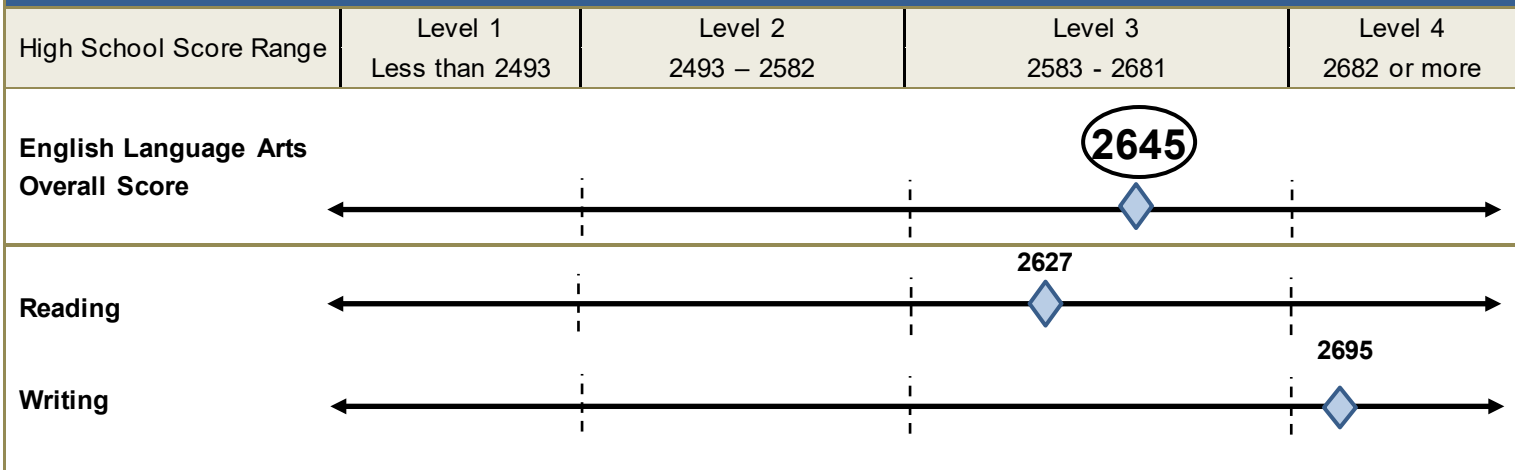 High School Score Range
Level 1
Less than 2493
Level 2
2493 – 2582
Level 3
2583 - 2681
Level 4
2682 or more
English Language Arts
Overall Score
2645
Reading
2627
Writing
2695